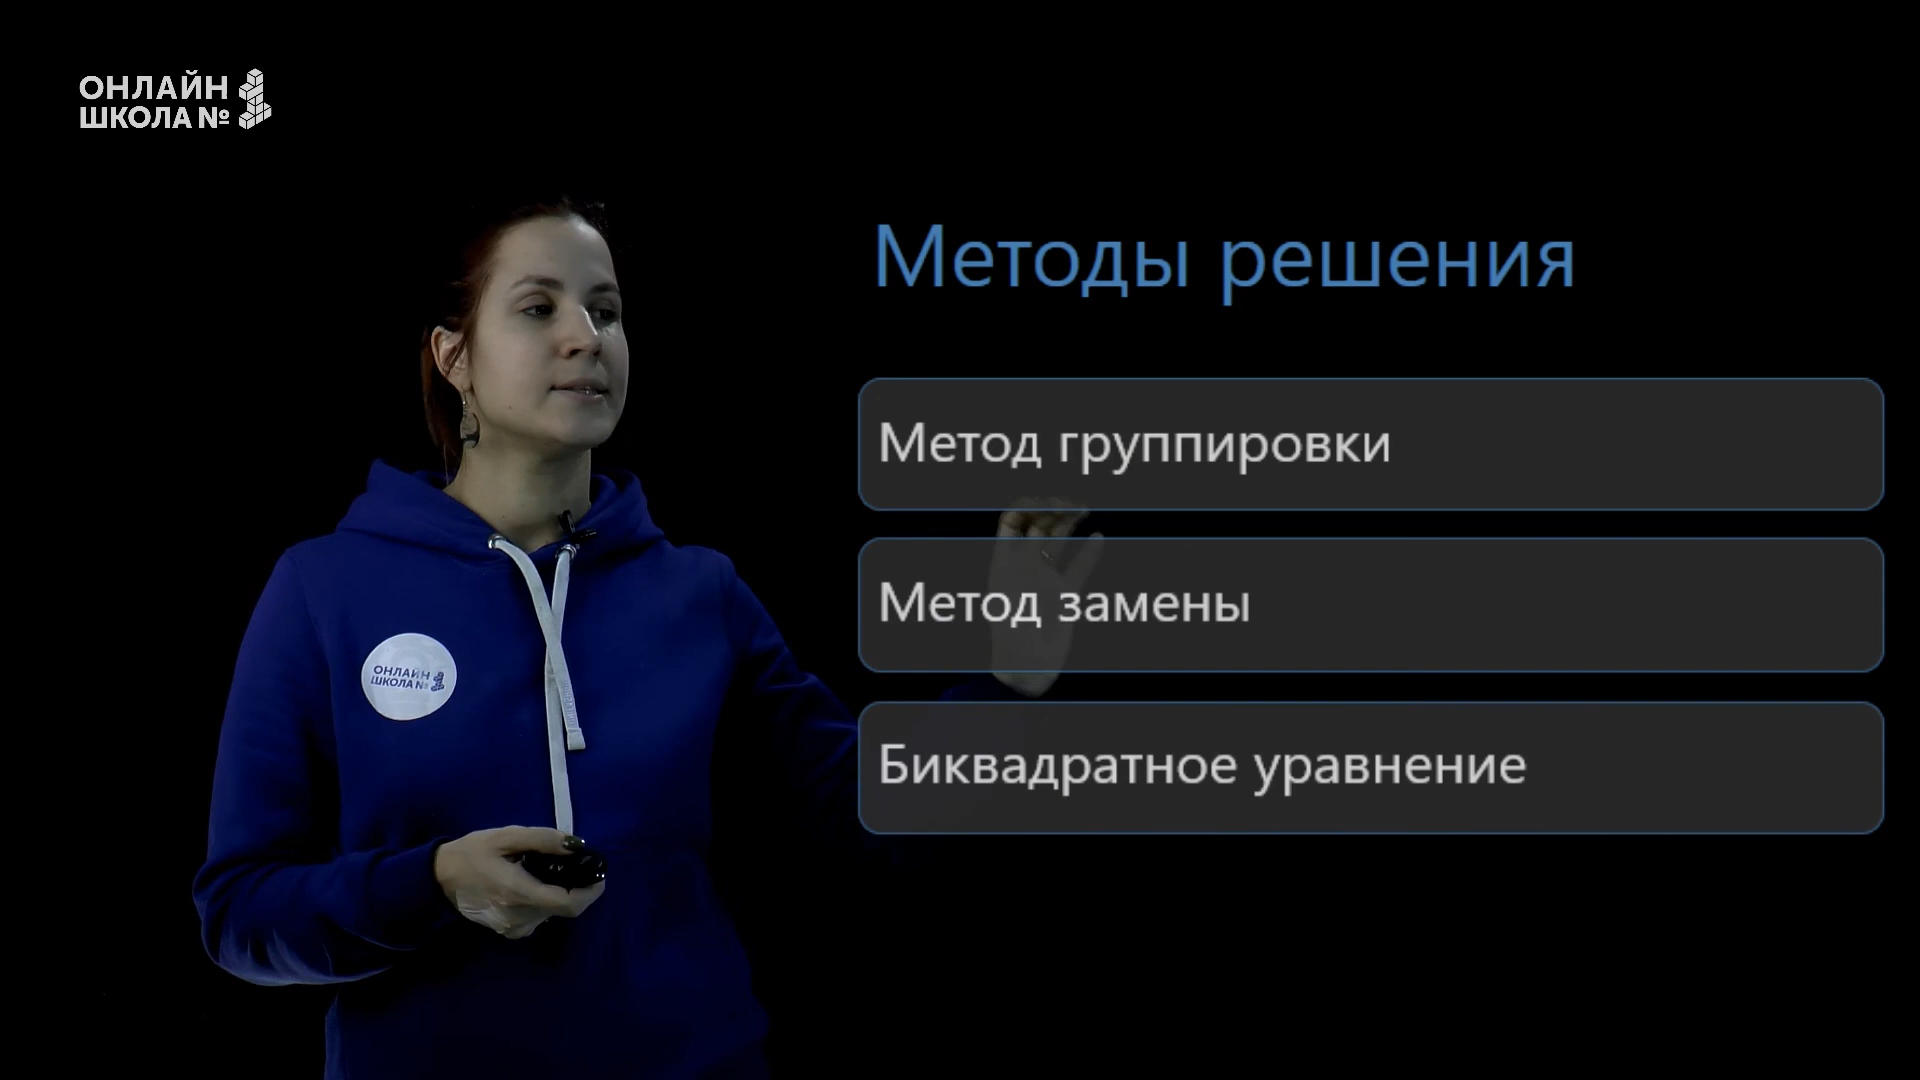 ОНЛАЙН
ШКОЛА №
Методы решения
Метод группировки
Метод замены
Биквадратное уравнение
ОНЛАЙН
ШКОЛА №